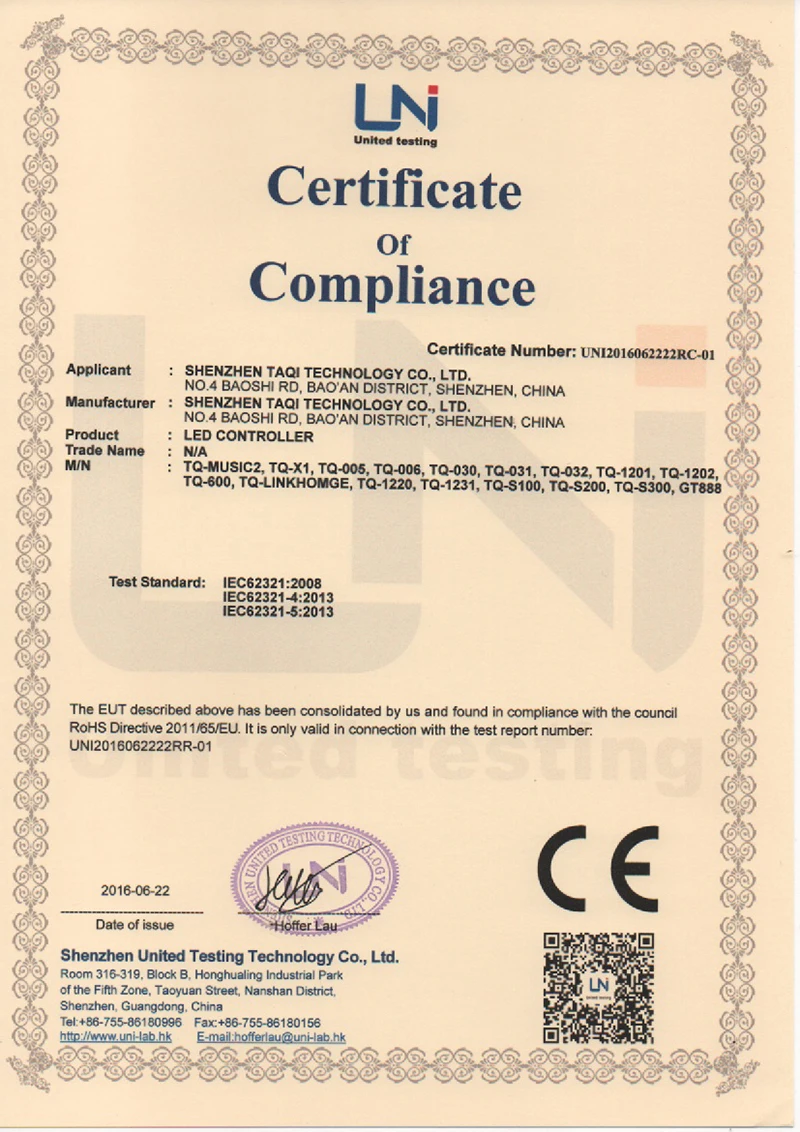 UNi
United testing
Certificate
Of
Compliance
Certificate Number: UNI2016062222RC-01
Applicant : SHENZHEN TAQI TECHNOLOGY CO., LTD.
NO.4 BAOSHI RD, BAO'AN DISTRICT, SHENZHEN, CHINA
Manufacturer : SHENZHEN TAQI TECHNOLOGY CO., LTD.
NO.4 BAOSHI RD, BAO'AN DISTRICT, SHENZHEN, CHINA
Product : LED CONTROLLER
Trade Name : N/A
M/N : TQ-MUSIC2, TQ-X1, TQ-005, TQ-006, TQ-030, TQ-031, TQ-032, TQ-1201, TQ-1202,
TQ-600, TQ-LINKHOMGE, TQ-1220, TQ-1231, TQ-S100, TQ-S200, TQ-S300, GT888
Test Standard: IEC62321:2008
IEC62321-4:2013
IEC62321-5:2013
The EUT described above has been consolidated by us and found in compliance with the council
RoHS Directive 2011/65/EU. It is only valid in connection with the test report number:
UNI2016062222RR-01
United testing
UNITED TESTING TECHNOLOGY CO., LTD.
UNi
2016-06-22
Date of issue
Hoffer Lau
CE
Shenzhen United Testing Technology Co., Ltd.
Room 316-319, Block B, Honghualing Industrial Park
of the Fifth Zone, Taoyuan Street, Nanshan District,
Shenzhen, Guangdong, China
Tel:+86-755-86180996 Fax:+86-755-86180156
http://www.uni-lab.hk E-mail:hofferlau@uni-lab.hk